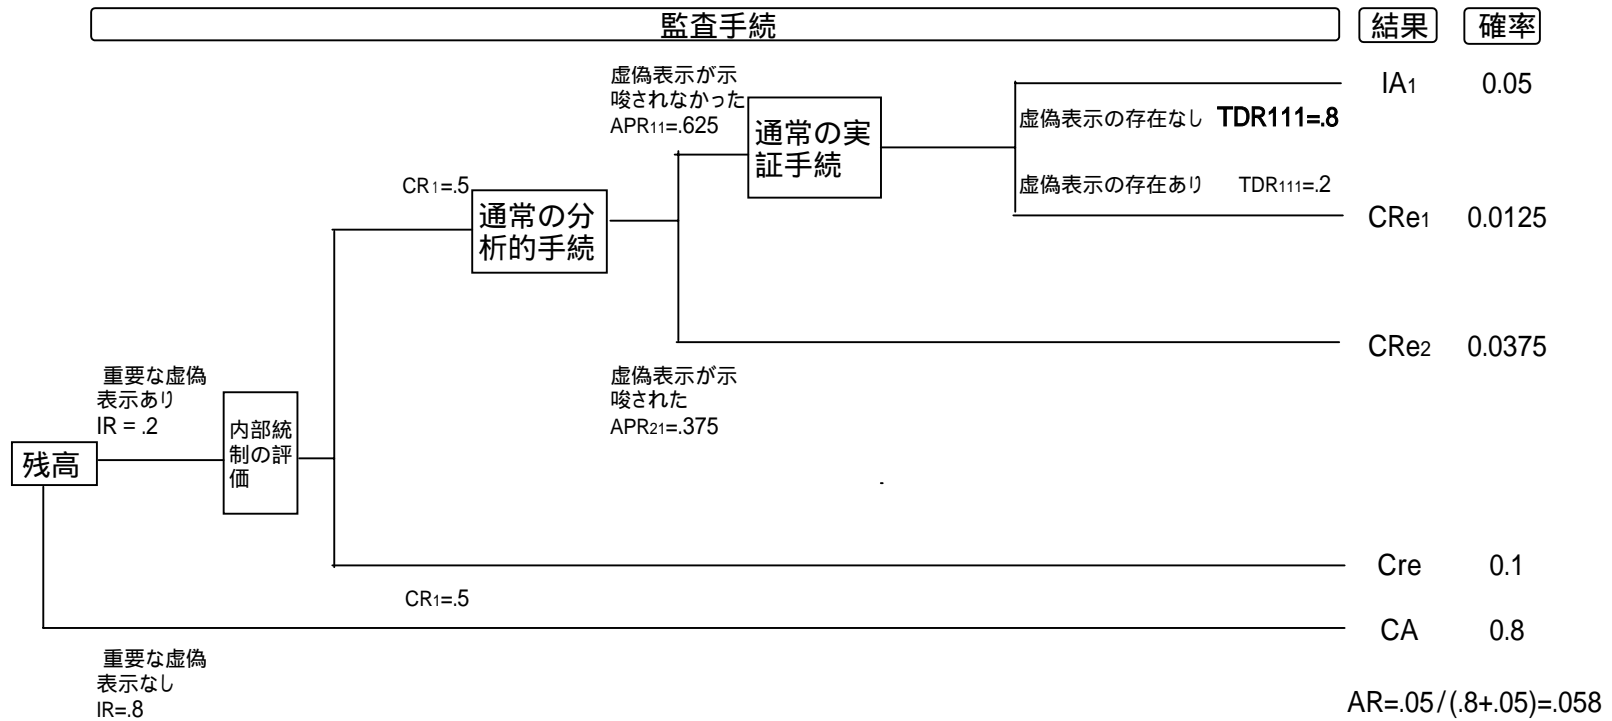 監査手続 結果 確率
虚偽表示が示
唆されなかった
APR11=.625
IA1 0.05
通常の実
証手続
虚偽表示の存在なし TDR111=.8
虚偽表示の存在あり TDR111=.2
CR1=.5
通常の分
析的手続
CRe1 0.0125
CRe2 0.0375
重要な虚偽
表示あり
IR = .2
虚偽表示が示
唆された
APR21=.375
内部統
制の評
価
残高
Cre 0.1
CR1=.5
CA 0.8
重要な虚偽
表示なし
IR=.8
AR=.05/(.8+.05)=.058